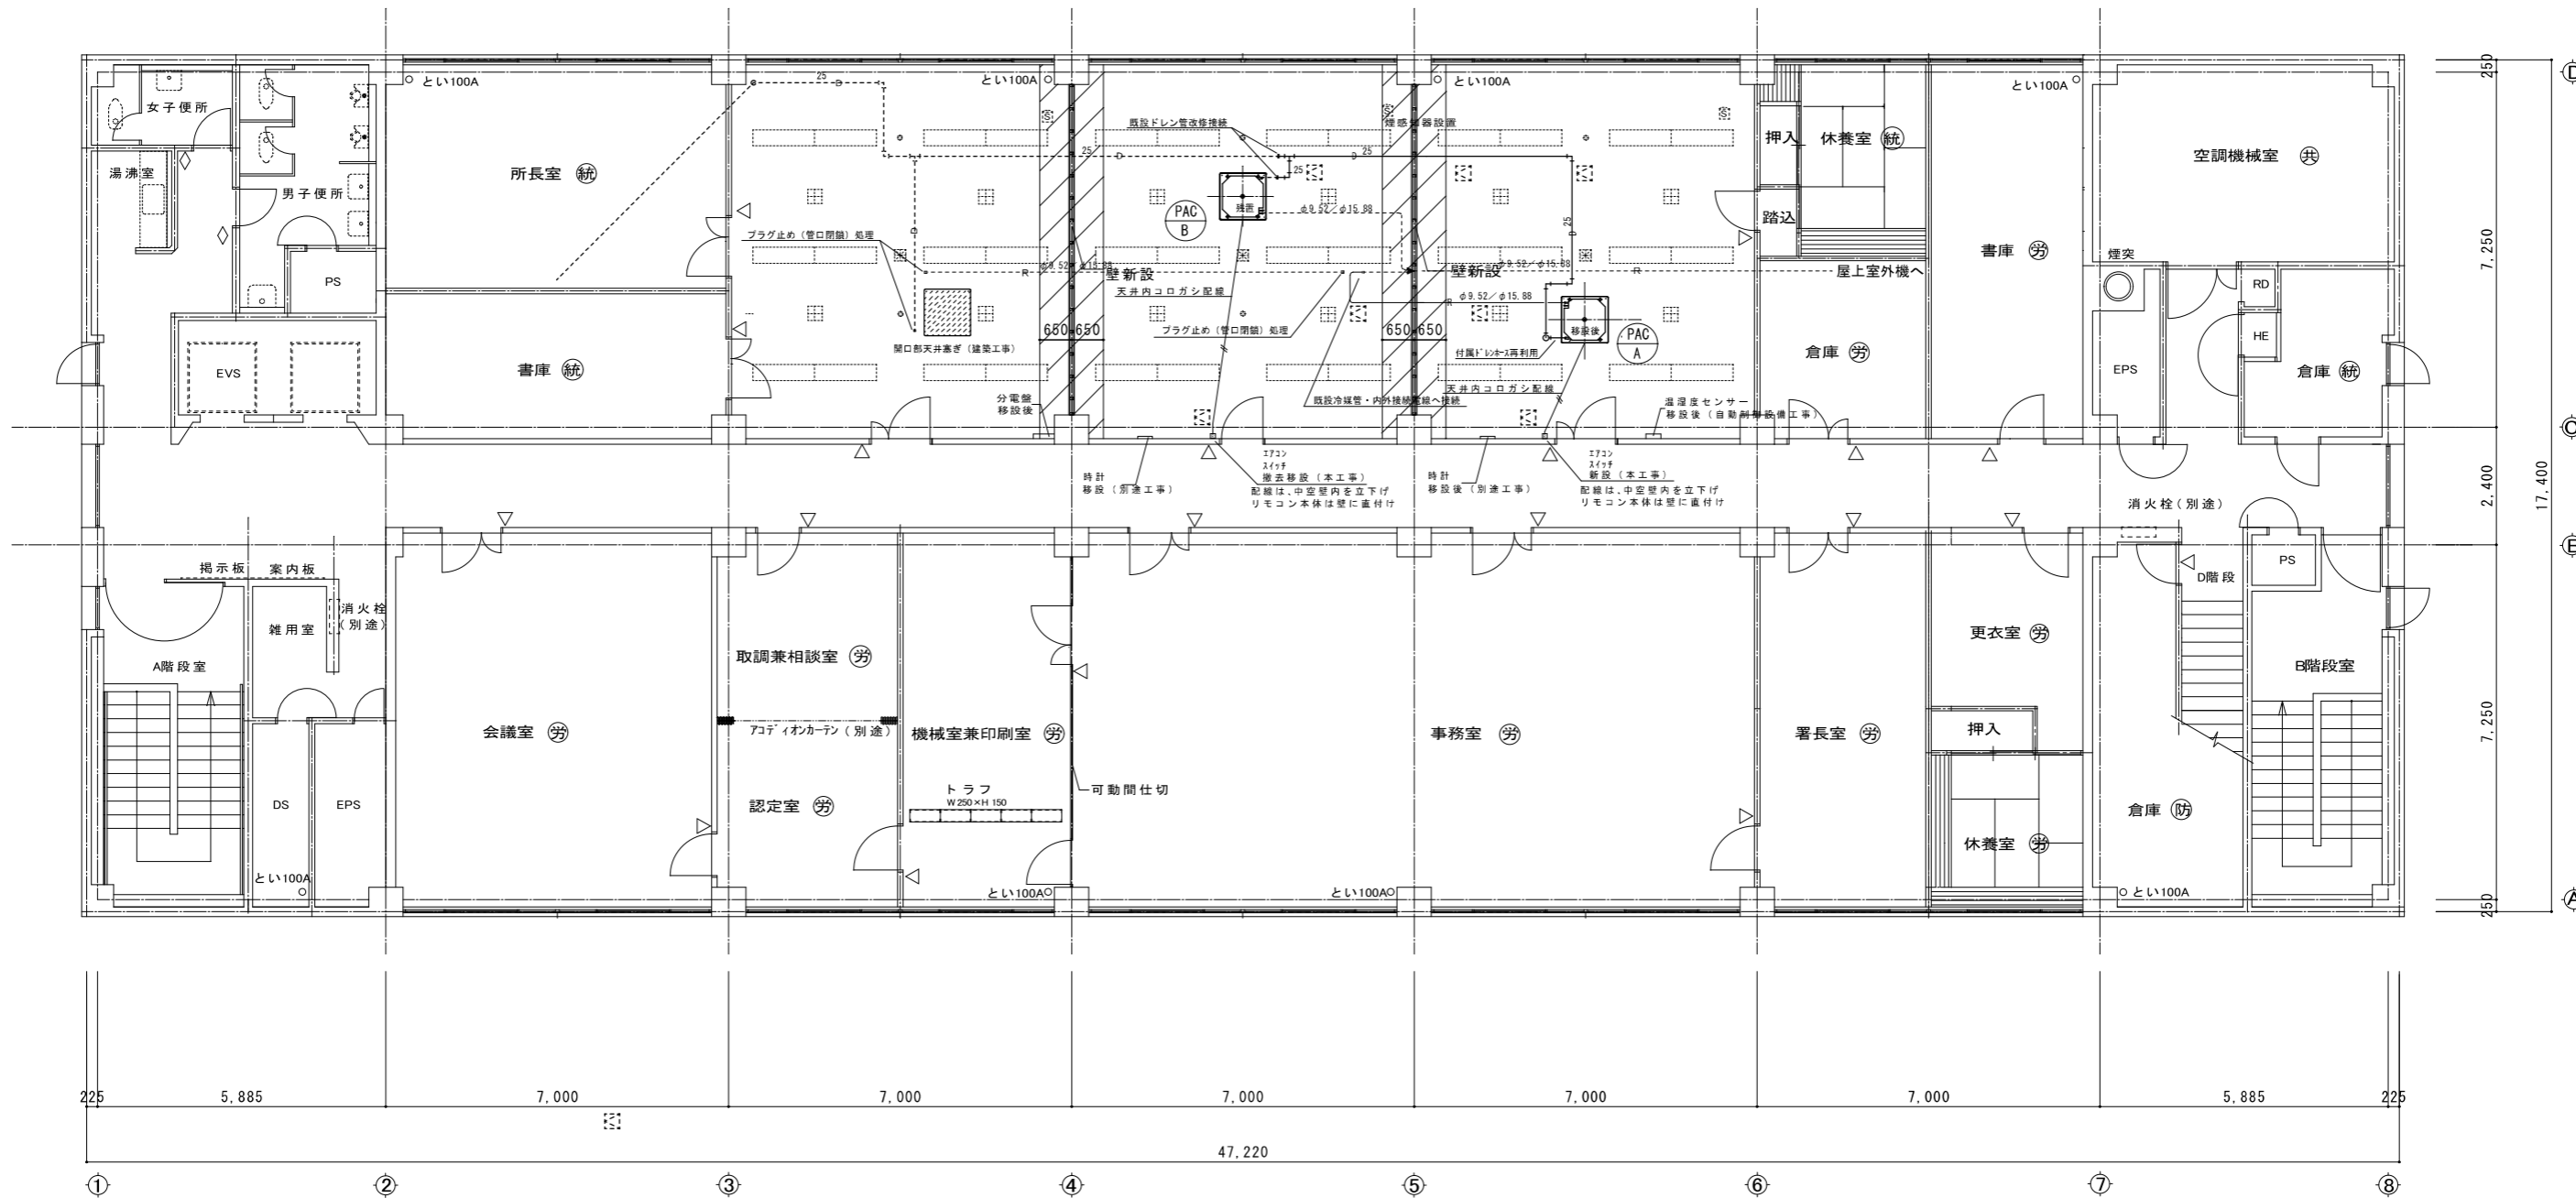 とい100A
とい100A
とい100A
とい100A
250
D
女子便所
湯沸室
男子便所
PS
EVS
所長室 統
書庫 統
25
D
既設ドレン管改修接続
煙感知器設置
25
D
25
D
25
25
D
S
S
S
PAC
B
残置
φ9.52/φ15.88
プラグ止め(管口閉鎖)処理
R
φ9.52/φ15.88
壁新設
天井内コロガシ配線
プラグ止め(管口閉鎖)処理
開口部天井塞ぎ(建築工事)
650
650
650
650
壁新設
φ9.52/φ15.88
R
屋上室外機へ
R
φ9.52/φ15.88
移設後
PAC
A
付属ドレンホース再利用
天井内コロガシ配線
既設冷媒管・内外接続電線へ接続
分電盤
移設後
温湿度センサー
移設後(自動制御設備工事)
押入
休養室 統
踏込
倉庫 労
書庫 労
空調機械室 共
煙突
RD
HE
EPS
倉庫 統
7,250
C
時計
移設(別途工事)
エアコン
スイッチ
撤去移設(本工事)
配線は、中空壁内を立下げ
リモコン本体は壁に直付け
時計
移設後(別途工事)
エアコン
スイッチ
新設(本工事)
配線は、中空壁内を立下げ
リモコン本体は壁に直付け
消火栓(別途)
2,400
17,400
B
掲示板
案内板
消火栓
(別途)
雑用室
A階段室
DS
EPS
とい100A
会議室 労
取調兼相談室 労
アコディオンカーテン(別途)
認定室 労
機械室兼印刷室 労
トラフ
W250×H150
可動間仕切
とい100A
事務室 労
とい100A
署長室 労
更衣室 労
押入
休養室 労
D階段
PS
B階段室
倉庫 防
とい100A
7,250
250
A
225
5,885
7,000
7,000
7,000
7,000
7,000
5,885
225
47,220
①
②
③
④
⑤
⑥
⑦
⑧